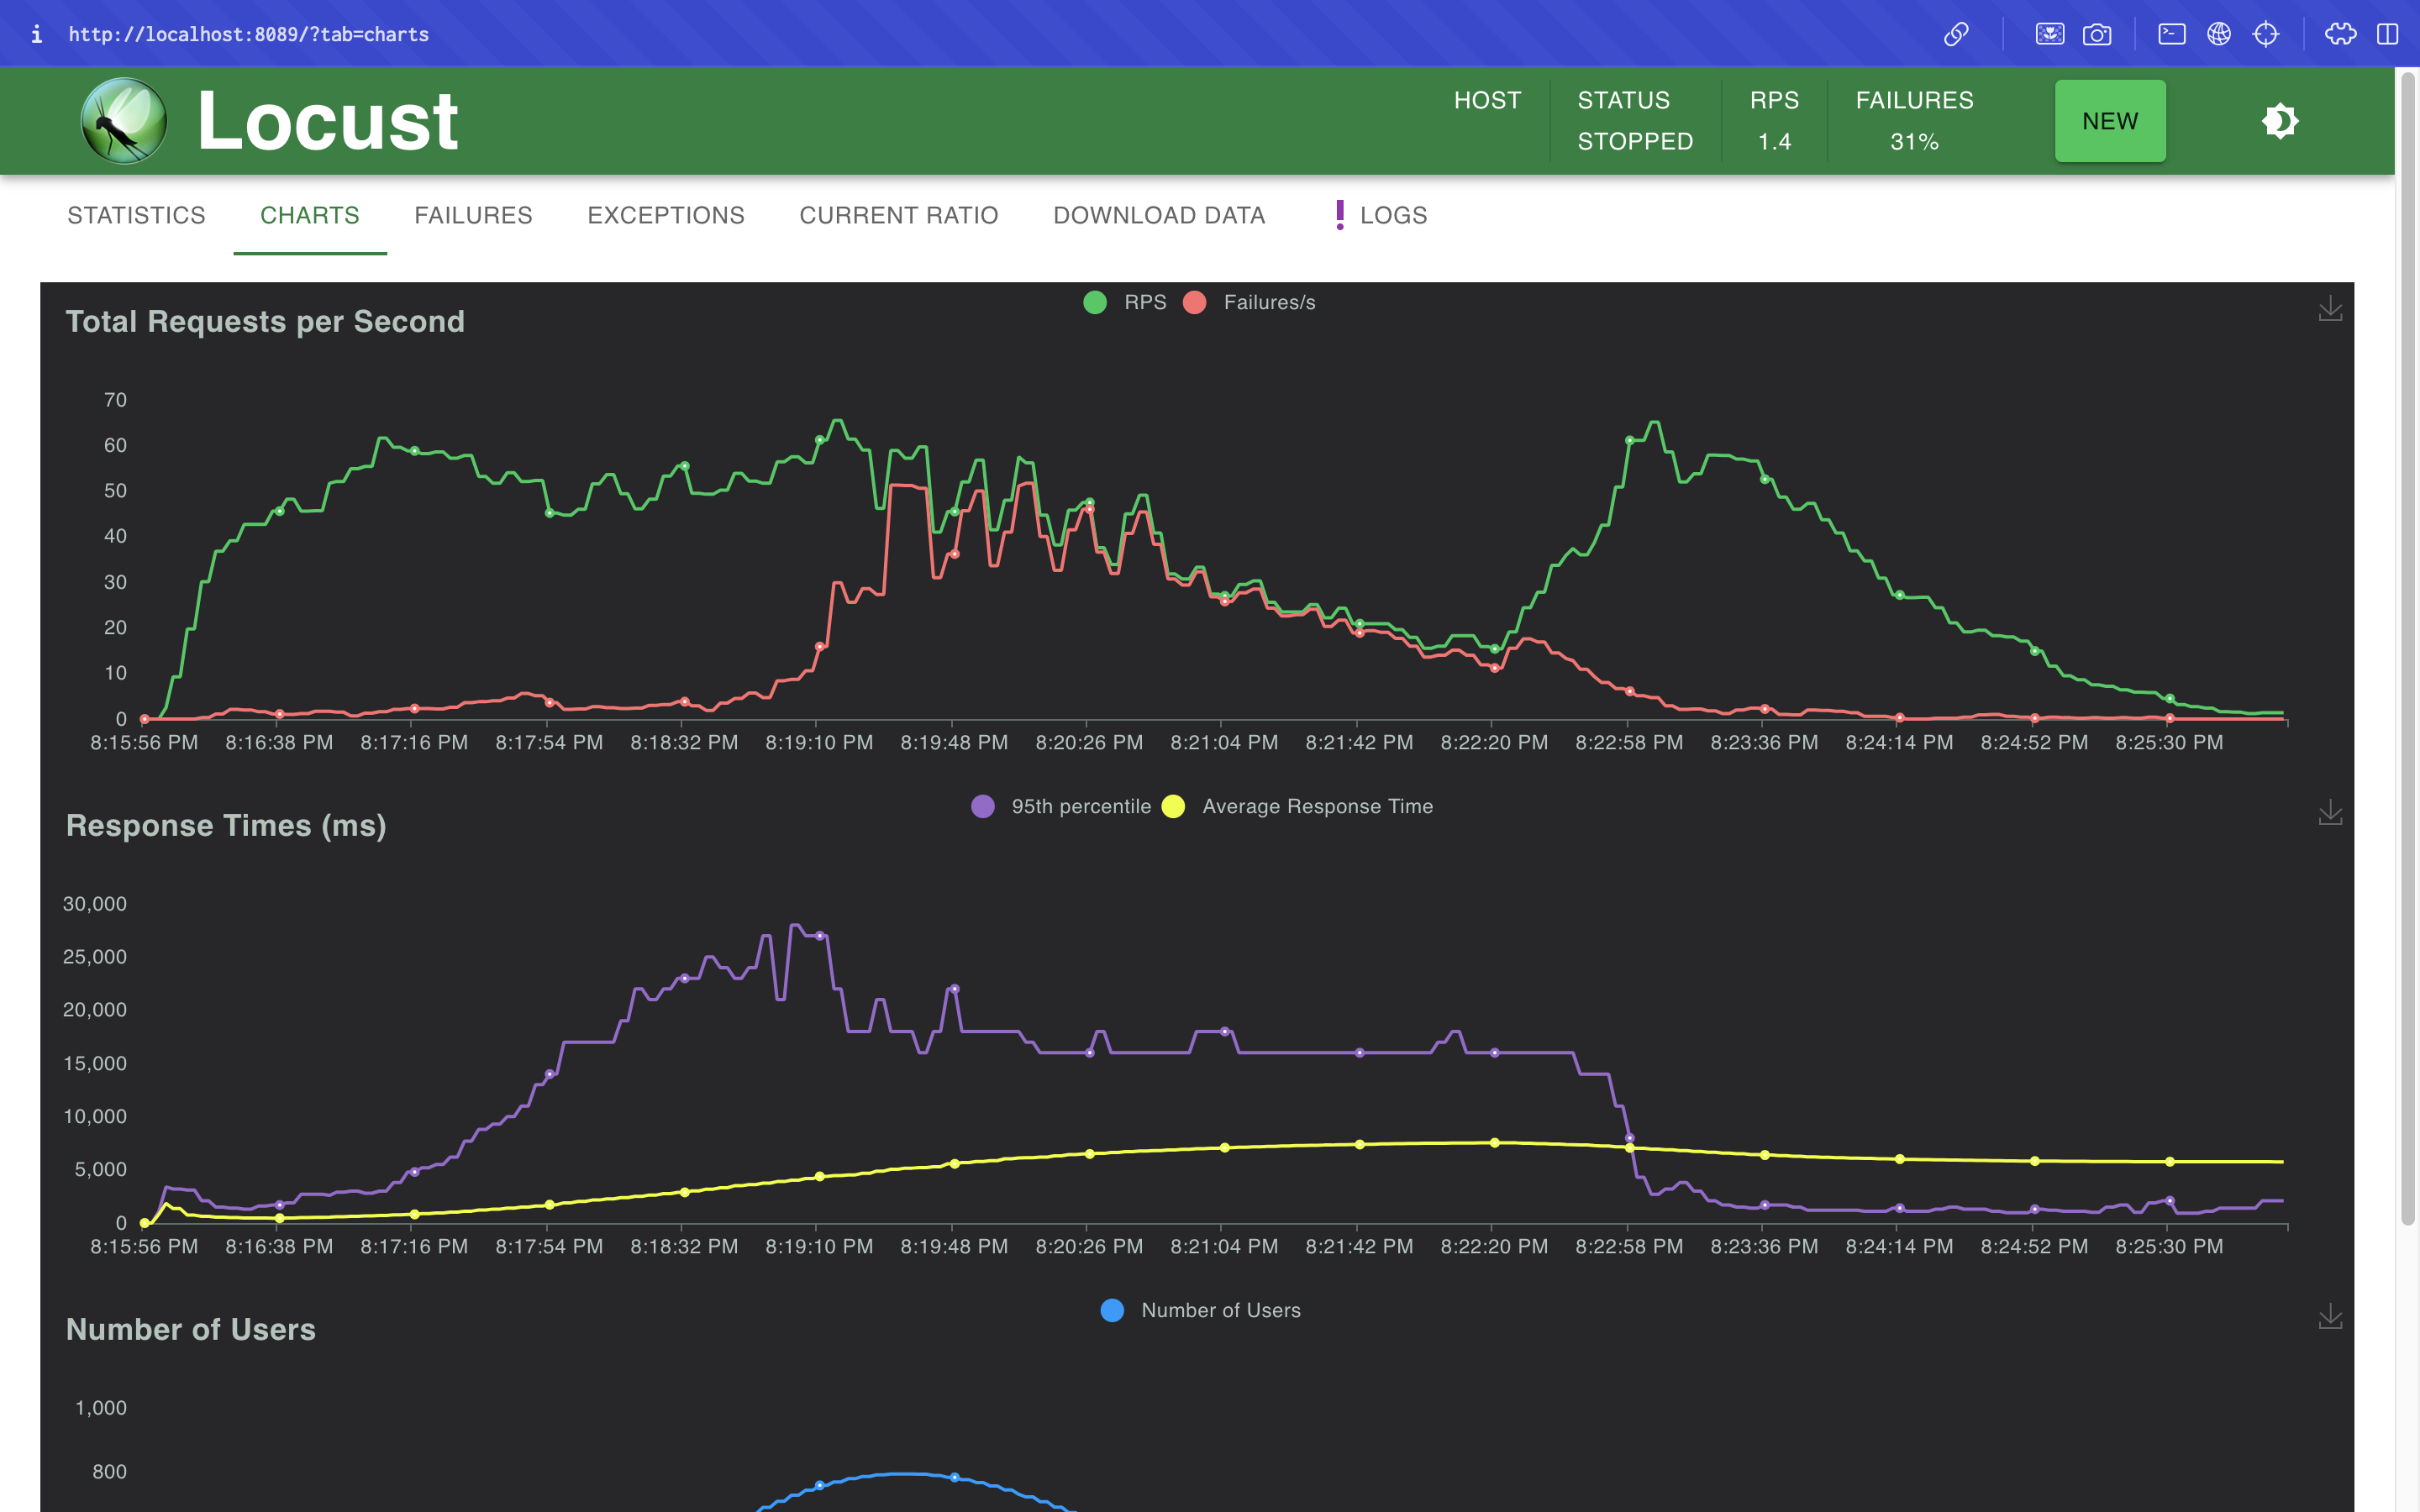 http://localhost:8089/?tab=charts
Locust
HOST
STATUS
STOPPED
RPS
1.4
FAILURES
31%
NEW
STATISTICS CHARTS FAILURES EXCEPTIONS CURRENT RATIO DOWNLOAD DATA LOGS
Total Requests per Second
RPS Failures/s
70
60
50
40
30
20
10
0
8:15:56 PM 8:16:38 PM 8:17:16 PM 8:17:54 PM 8:18:32 PM 8:19:10 PM 8:19:48 PM 8:20:26 PM 8:21:04 PM 8:21:42 PM 8:22:20 PM 8:22:58 PM 8:23:36 PM 8:24:14 PM 8:24:52 PM 8:25:30 PM
Response Times (ms)
95th percentile Average Response Time
30,000
25,000
20,000
15,000
10,000
5,000
0
8:15:56 PM 8:16:38 PM 8:17:16 PM 8:17:54 PM 8:18:32 PM 8:19:10 PM 8:19:48 PM 8:20:26 PM 8:21:04 PM 8:21:42 PM 8:22:20 PM 8:22:58 PM 8:23:36 PM 8:24:14 PM 8:24:52 PM 8:25:30 PM
Number of Users
Number of Users
1,000
800